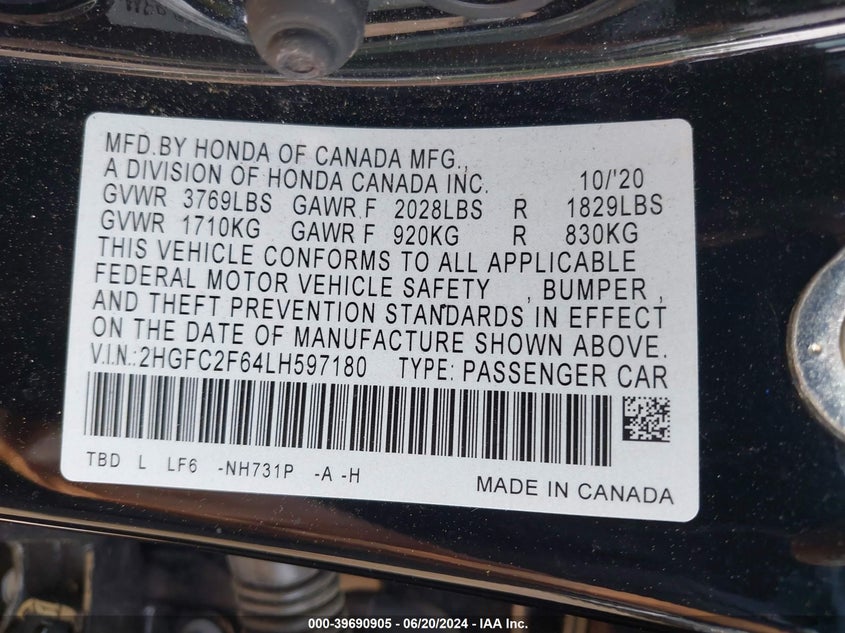 MFD.BY HONDA OF CANADA MFG.,
A DIVISION OF HONDA CANADA INC. 10/'20
GVWR 3769LBS GAWR F 2028LBS R 1829LBS
GVWR 1710KG GAWR F 920KG R 830KG
THIS VEHICLE CONFORMS TO ALL APPLICABLE
FEDERAL MOTOR VEHICLE SAFETY , BUMPER ,
AND THEFT PREVENTION STANDARDS IN EFFECT
ON THE DATE OF MANUFACTURE SHOWN ABOVE.
V.I.N.:2HGFC2F64LH597180 TYPE: PASSENGER CAR
TBD L LF6 -NH731P -A -H
MADE IN CANADA
000-39690905 - 06/20/2024 - IAA Inc.